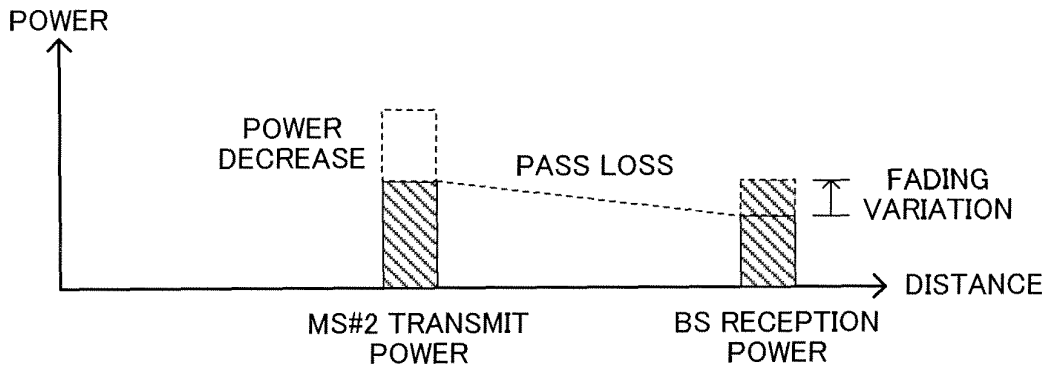 POWER
POWER
DECREASE
PASS LOSS
FADING
VARIATION
DISTANCE
MS#2 TRANSMIT
POWER
BS RECEPTION
POWER